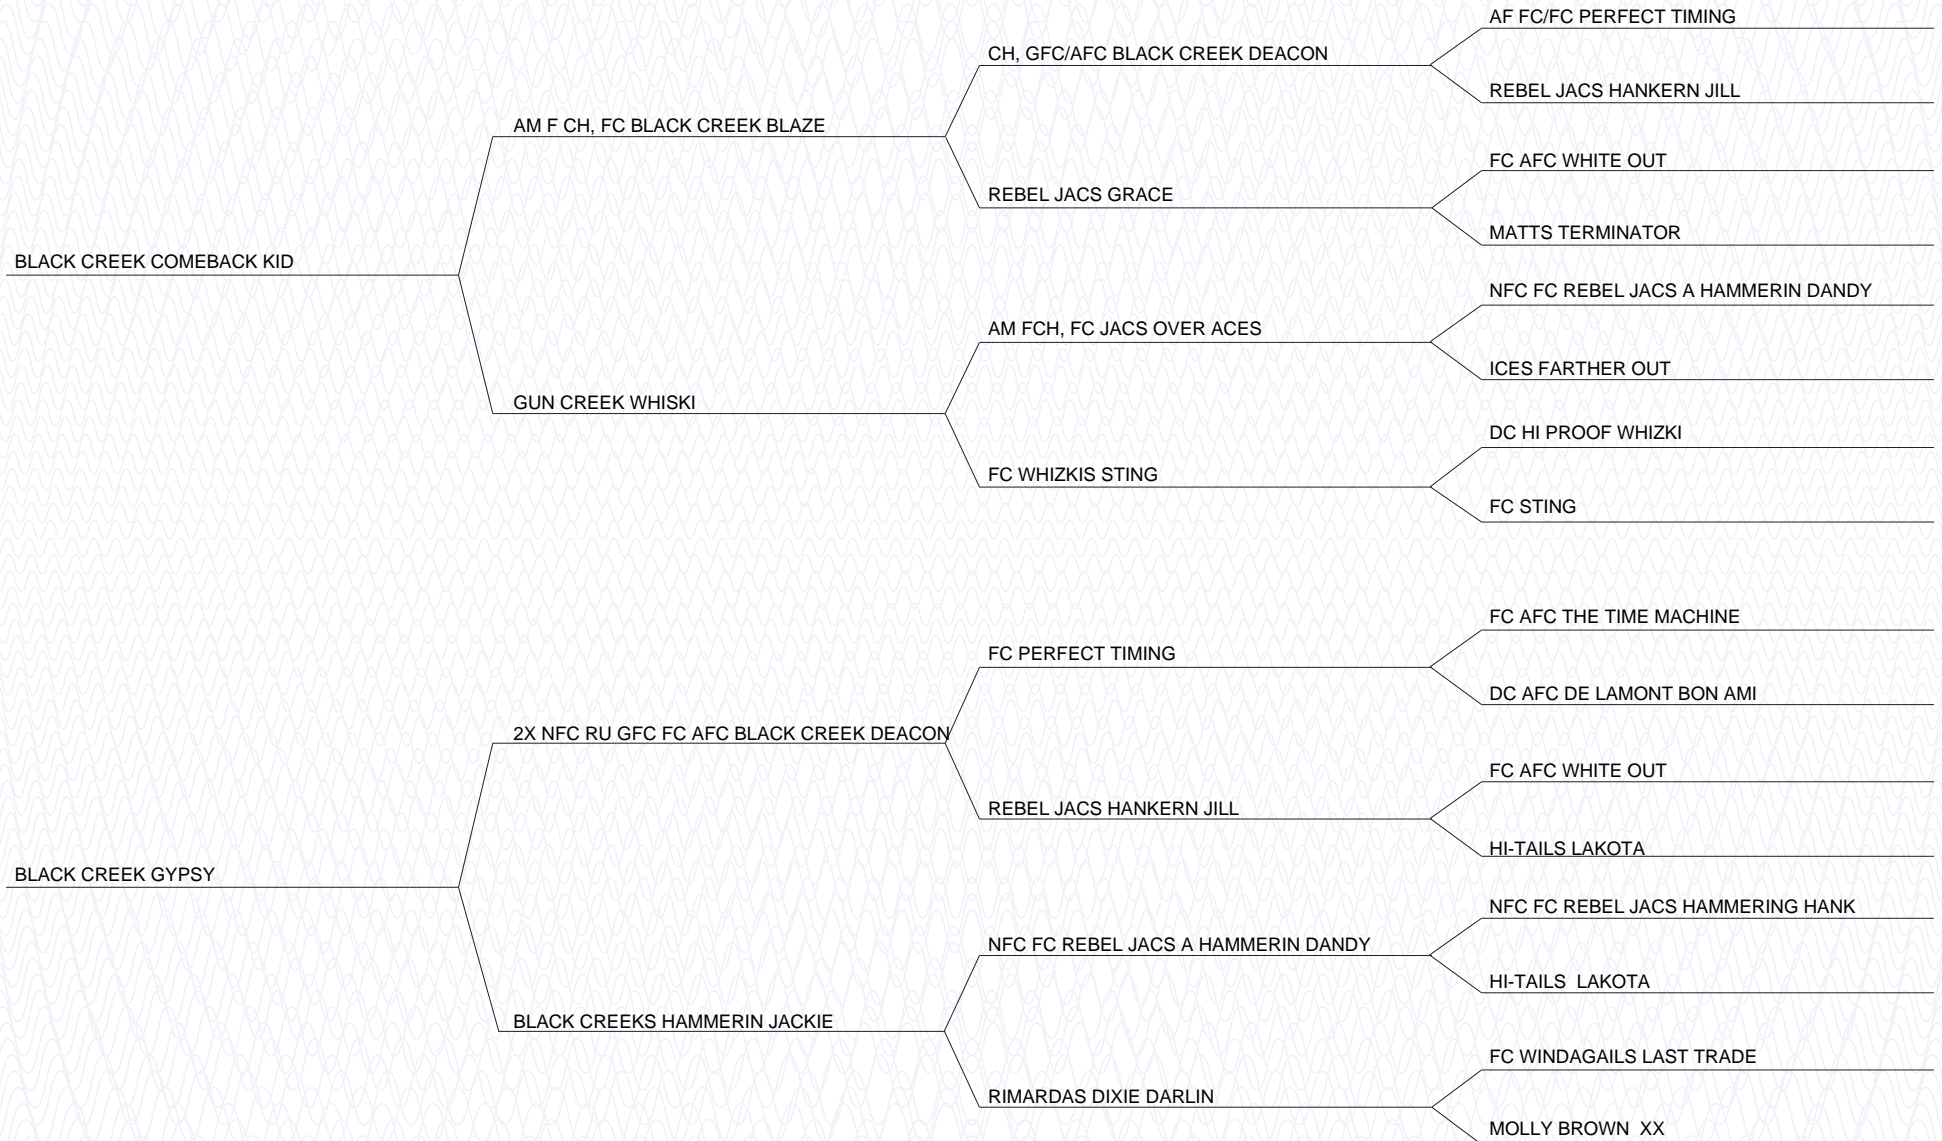 AF FC/FC PERFECT TIMING
CH, GFC/AFC BLACK CREEK DEACON
REBEL JACS HANKERN JILL
AM F CH, FC BLACK CREEK BLAZE
FC AFC WHITE OUT
REBEL JACS GRACE
MATTS TERMINATOR
BLACK CREEK COMEBACK KID
NFC FC REBEL JACS A HAMMERIN DANDY
AM FCH, FC JACS OVER ACES
ICES FARTHER OUT
GUN CREEK WHISKI
DC HI PROOF WHIZKI
FC WHIZKIS STING
FC STING
FC AFC THE TIME MACHINE
FC PERFECT TIMING
DC AFC DE LAMONT BON AMI
2X NFC RU GFC FC AFC BLACK CREEK DEACON
FC AFC WHITE OUT
REBEL JACS HANKERN JILL
HI-TAILS LAKOTA
BLACK CREEK GYPSY
NFC FC REBEL JACS HAMMERING HANK
NFC FC REBEL JACS A HAMMERIN DANDY
HI-TAILS  LAKOTA
BLACK CREEKS HAMMERIN JACKIE
FC WINDAGAILS LAST TRADE
RIMARDAS DIXIE DARLIN
MOLLY BROWN  XX